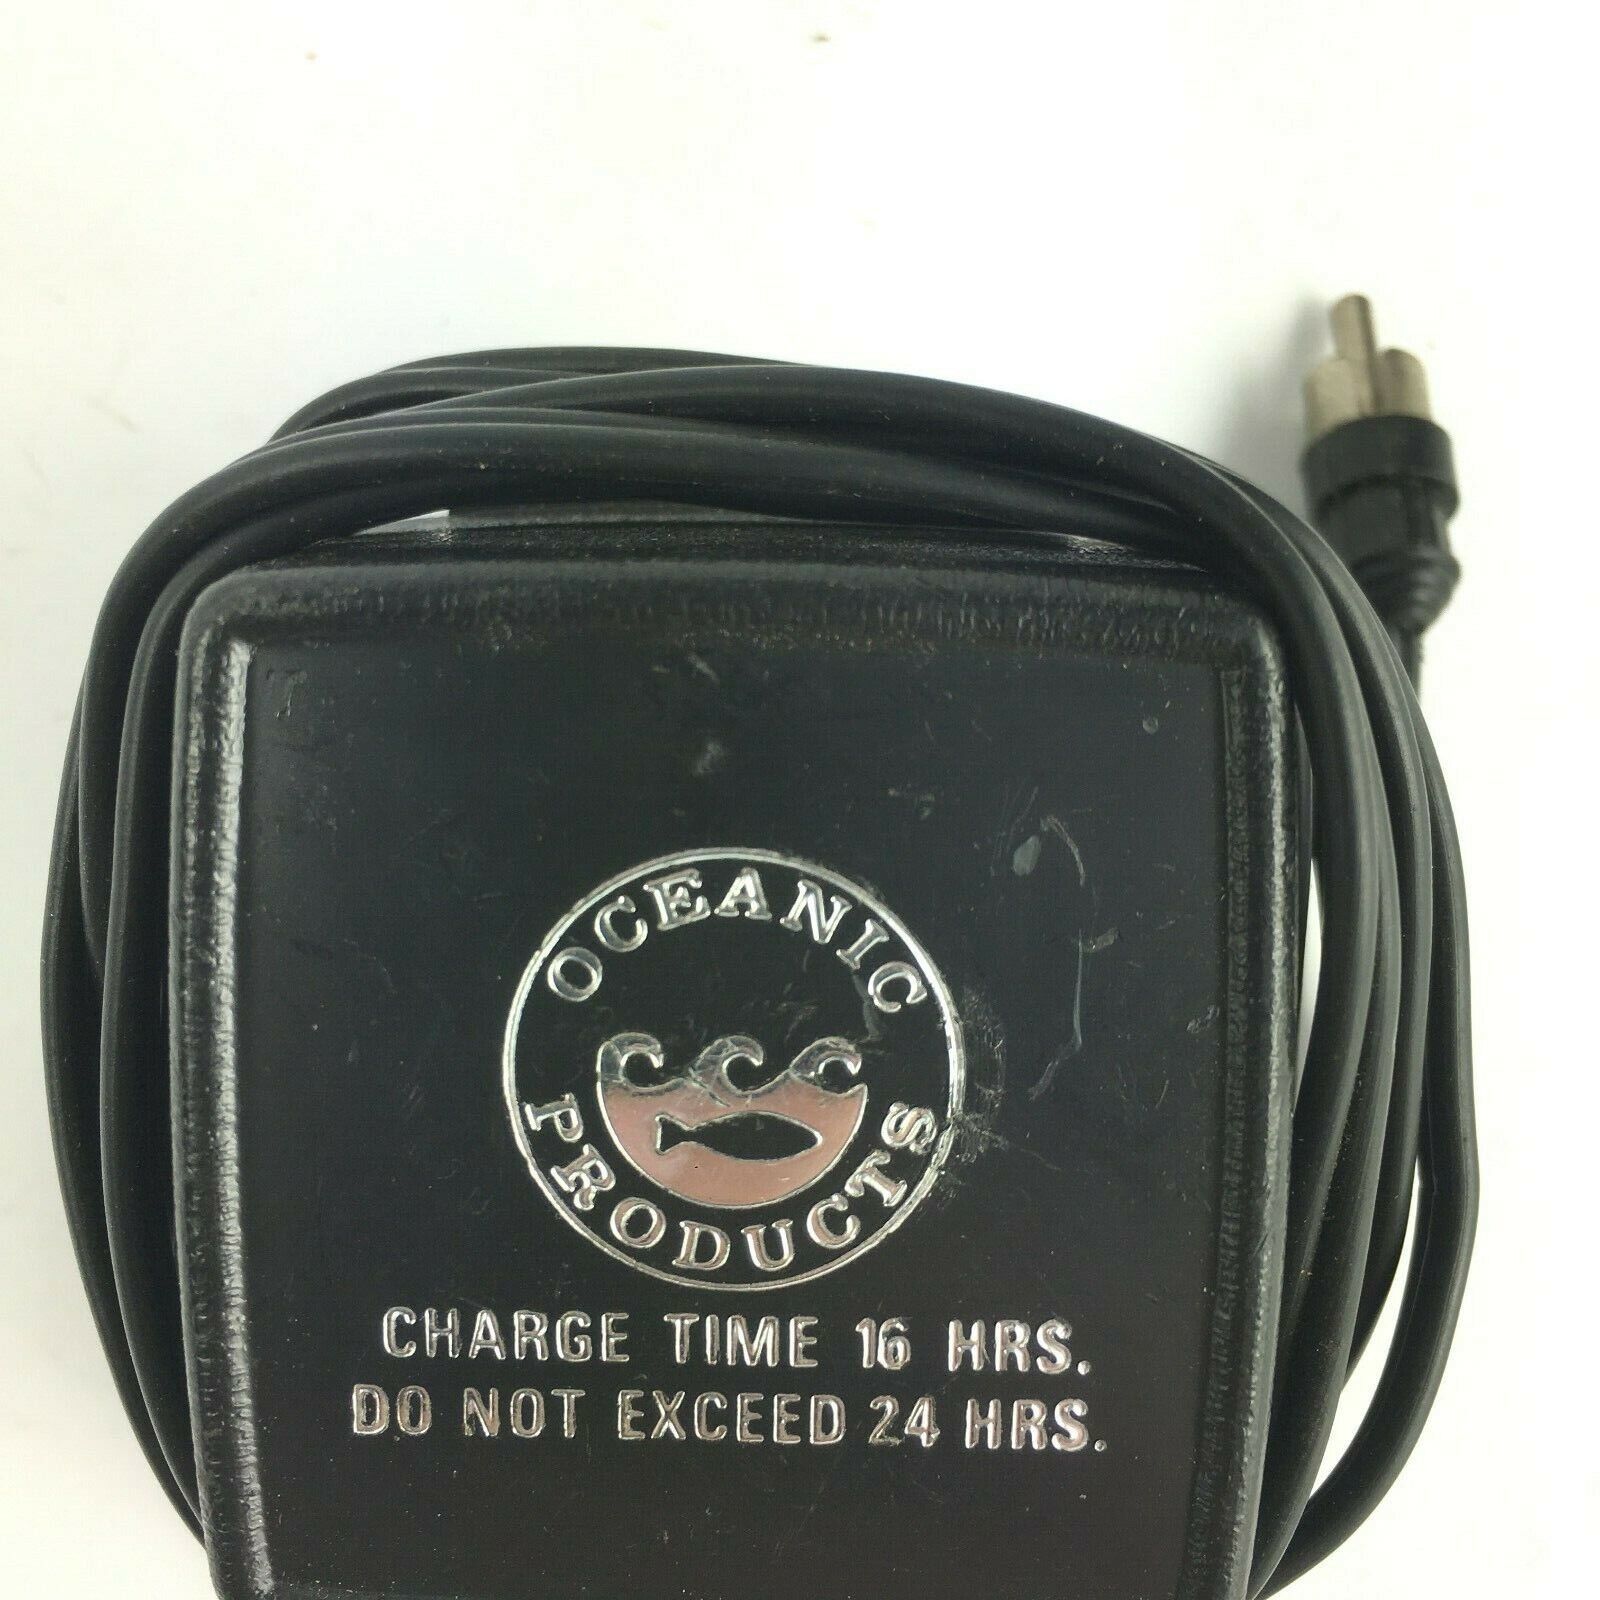 OCEANIC
PRODUCTS
CHARGE TIME 16 HRS.
DO NOT EXCEED 24 HRS.